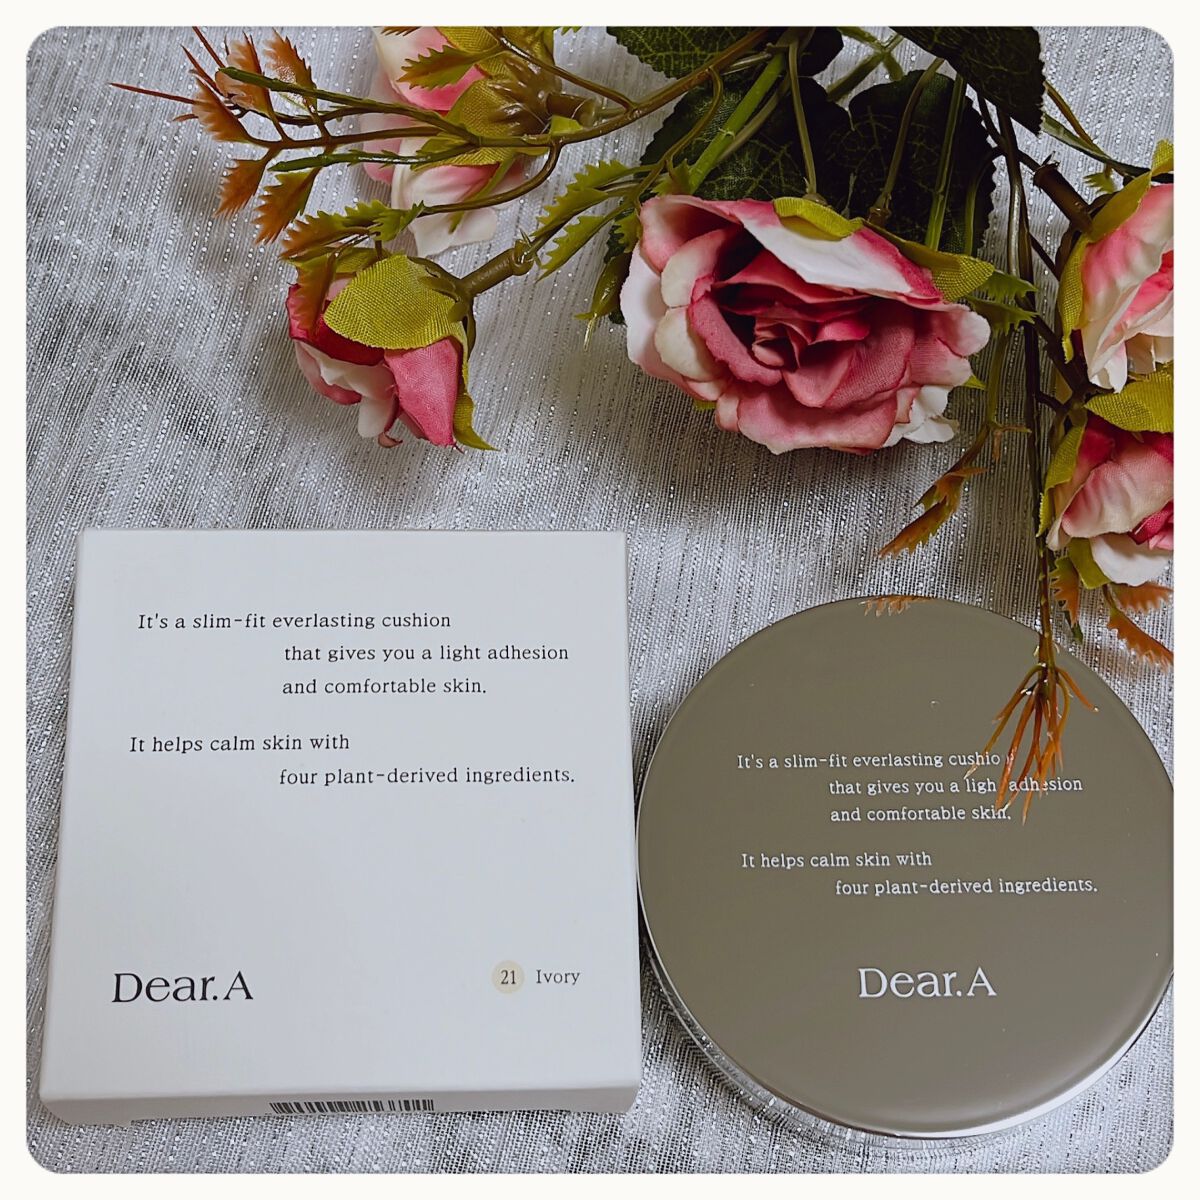 It's a slim-fit everlasting cushion
that gives you a light adhesion
and comfortable skin.
It helps calm skin with
four plant-derived ingredients.
Dear.A
21 Ivory
It's a slim-fit everlasting cushio
that gives you a ligh adhesion
and comfortable skin.
It helps calm skin with
four plant-derived ingredients.
Dear.A